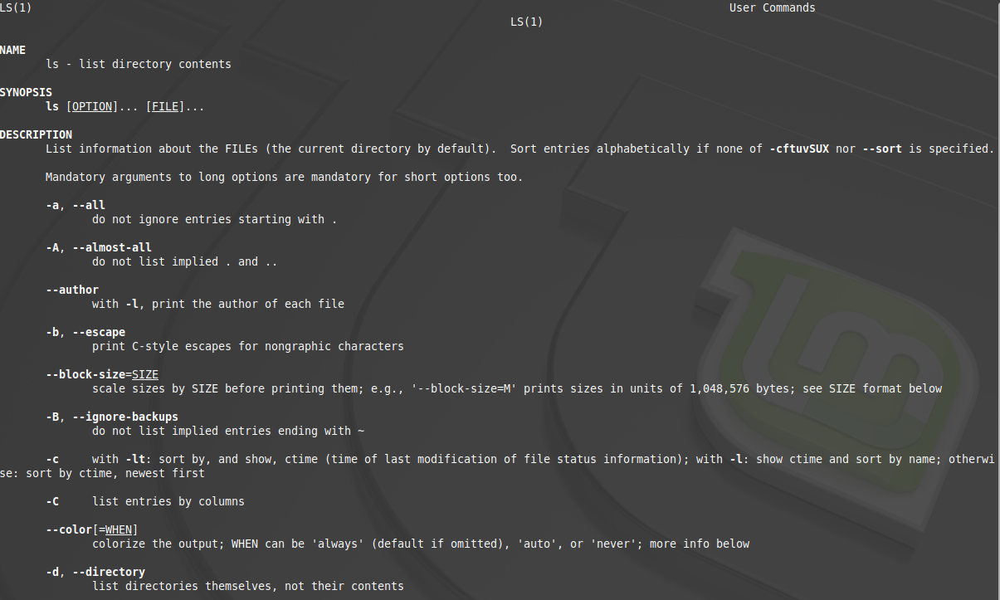 LS(1) User Commands
LS(1)
NAME
ls - list directory contents
SYNOPSIS
ls [OPTION]... [FILE]...
DESCRIPTION
List information about the FILEs (the current directory by default). Sort entries alphabetically if none of -cftuvSUX nor --sort is specified.
Mandatory arguments to long options are mandatory for short options too.
-a, --all
do not ignore entries starting with .
-A, --almost-all
do not list implied . and ..
--author
with -l, print the author of each file
-b, --escape
print C-style escapes for nongraphic characters
--block-size=SIZE
scale sizes by SIZE before printing them; e.g., '--block-size=M' prints sizes in units of 1,048,576 bytes; see SIZE format below
-B, --ignore-backups
do not list implied entries ending with ~
-c with -lt: sort by, and show, ctime (time of last modification of file status information); with -l: show ctime and sort by name; otherwi
se: sort by ctime, newest first
-C list entries by columns
--color[=WHEN]
colorize the output; WHEN can be 'always' (default if omitted), 'auto', or 'never'; more info below
-d, --directory
list directories themselves, not their contents